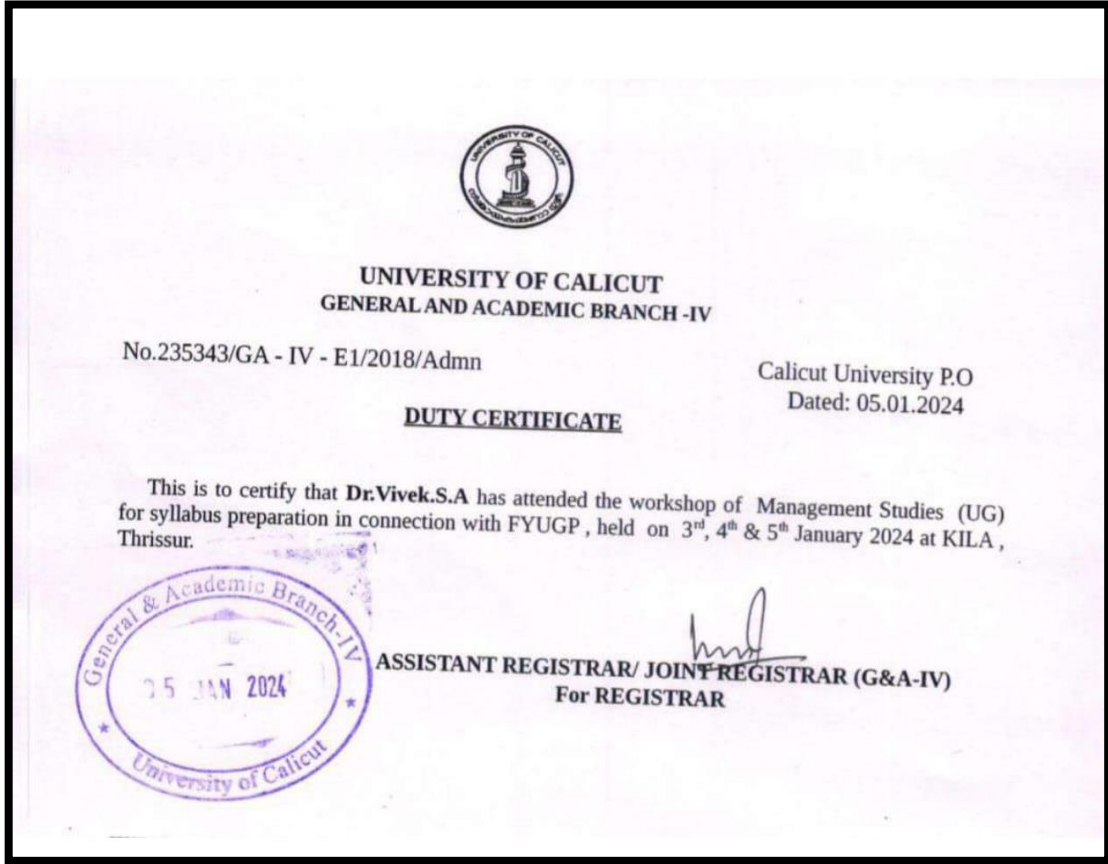 UNIVERSITY OF CALICUT
UNIVERSITY OF CALICUT
GENERAL AND ACADEMIC BRANCH -IV
No.235343/GA - IV - E1/2018/Admn
Calicut University P.O
Dated: 05.01.2024
DUTY CERTIFICATE
This is to certify that Dr.Vivek.S.A has attended the workshop of Management Studies (UG)
for syllabus preparation in connection with FYUGP , held on 3rd, 4th & 5th January 2024 at KILA ,
Thrissur.
General & Academic Branch-IV
JAN 2024
University of Calicut
ASSISTANT REGISTRAR/ JOINT REGISTRAR (G&A-IV)
For REGISTRAR